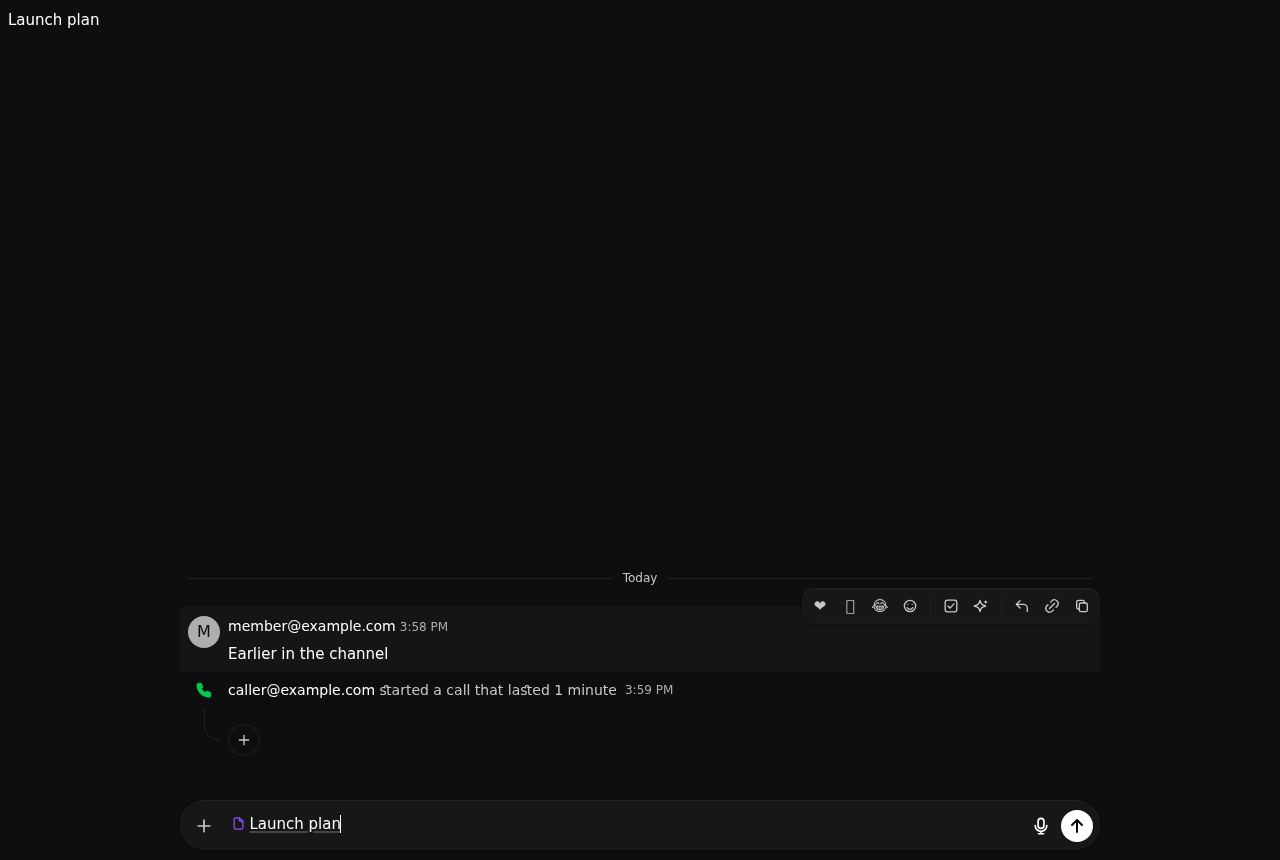 Launch plan
Today
M
member@example.com 3:58 PM
Earlier in the channel
caller@example.com started a call that lasted 1 minute 3:59 PM
Launch plan